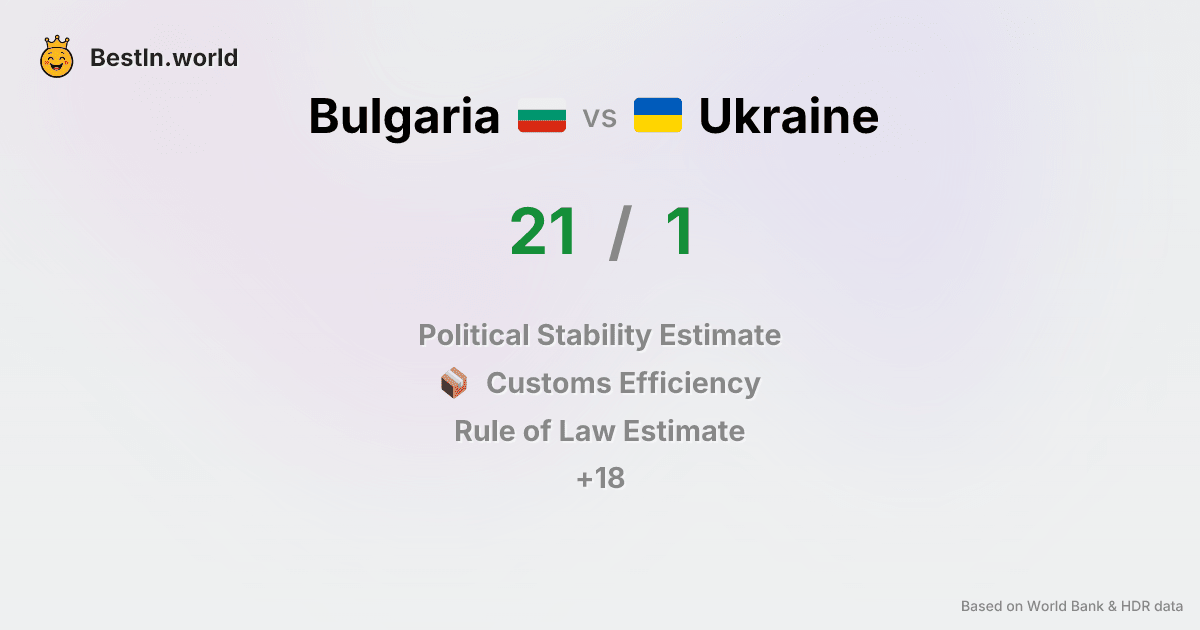 BestIn.world
Bulgaria vs Ukraine
21 / 1
Political Stability Estimate
Customs Efficiency
Rule of Law Estimate
+18
Based on World Bank & HDR data